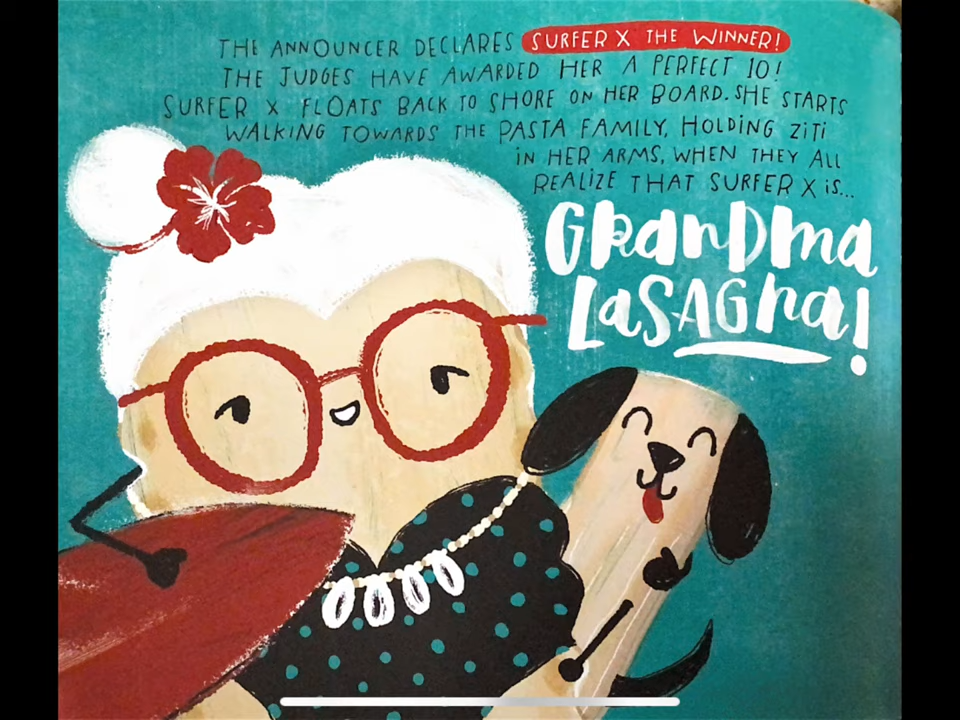 THE ANNOUNCER DECLARES SURFER X THE WINNER!
THE JUDGES HAVE AWARDED HER A PERFECT 10!
SURFER X FLOATS BACK TO SHORE ON HER BOARD. SHE STARTS
WALKING TOWARDS THE PASTA FAMILY, HOLDING ZITI
IN HER ARMS, WHEN THEY ALL
REALIZE THAT SURFER X IS...
GRanDma
LaSAGna!